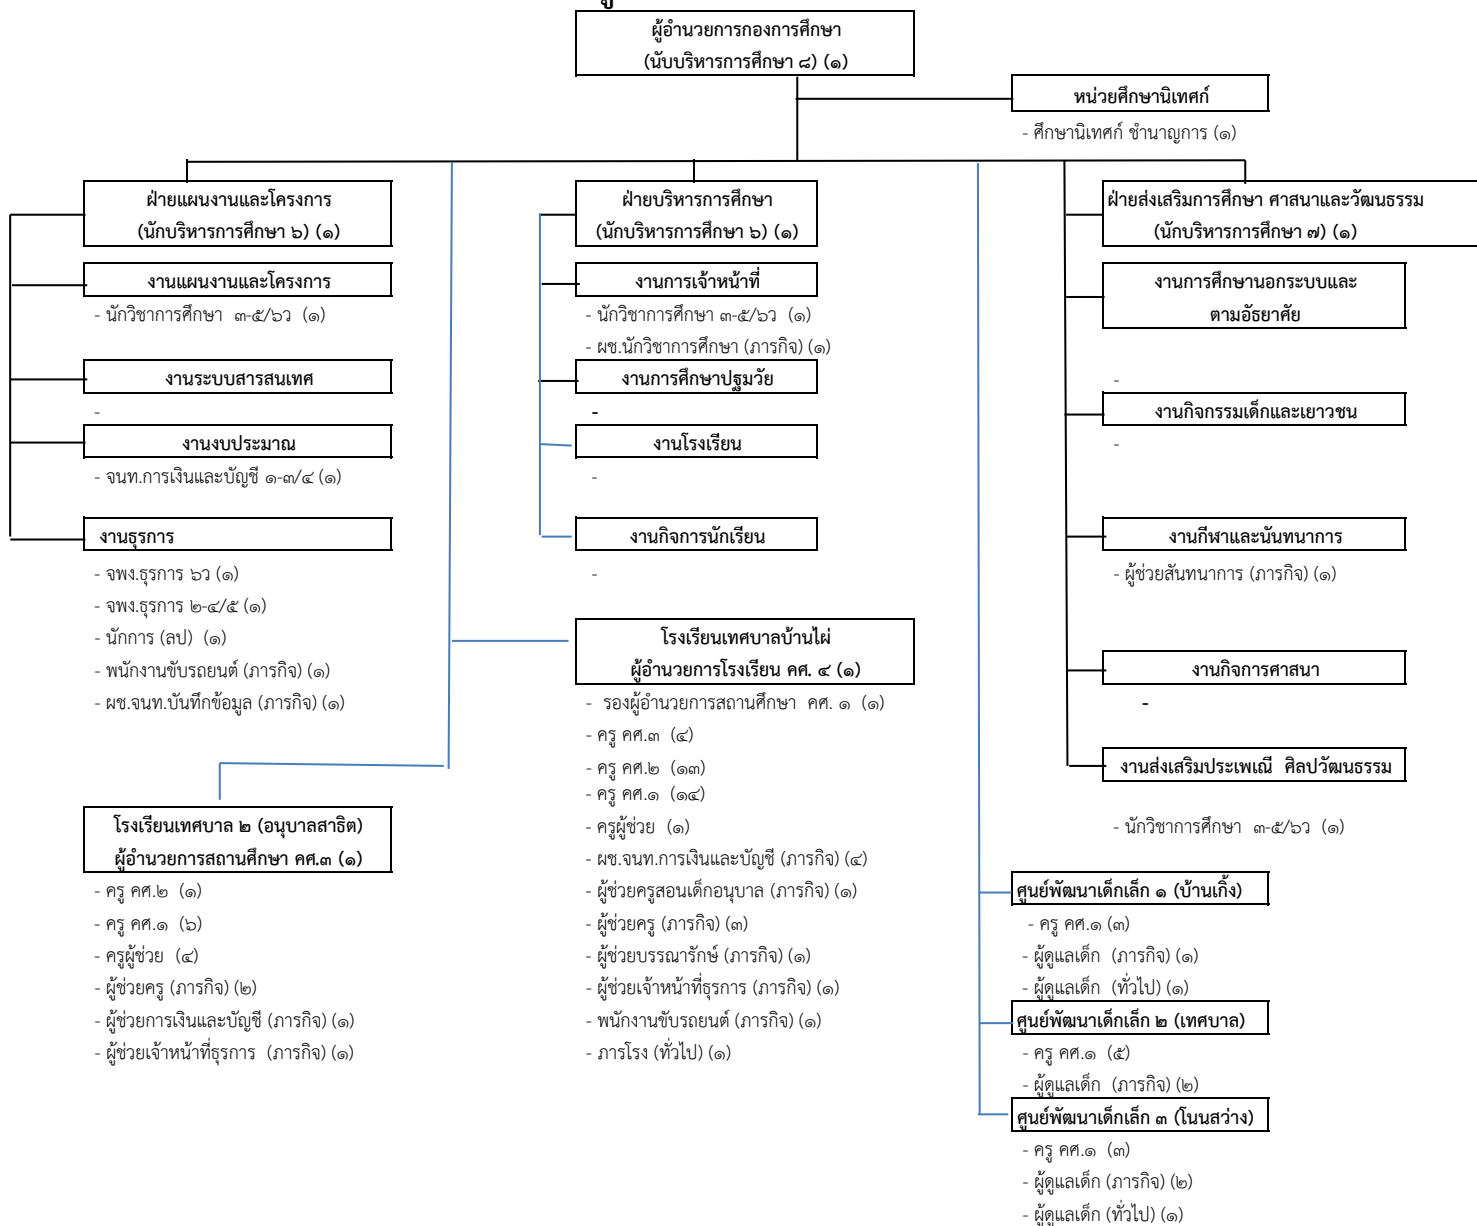 ผู้อำนวยการกองการศึกษา
(นับบริหารการศึกษา ๘) (๑)
หน่วยศึกษานิเทศก์
- ศึกษานิเทศก์ ชำนาญการ (๑)
ฝ่ายแผนงานและโครงการ
(นักบริหารการศึกษา ๖) (๑)
งานแผนงานและโครงการ
- นักวิชาการศึกษา ๓-๕/๖ว (๑)
งานระบบสารสนเทศ
-
งานงบประมาณ
- จนท.การเงินและบัญชี ๑-๓/๔ (๑)
งานธุรการ
- จพง.ธุรการ ๖ว (๑)
- จพง.ธุรการ ๒-๔/๕ (๑)
- นักการ (ลป) (๑)
- พนักงานขับรถยนต์ (ภารกิจ) (๑)
- ผช.จนท.บันทึกข้อมูล (ภารกิจ) (๑)
โรงเรียนเทศบาล ๒ (อนุบาลสาธิต)
ผู้อำนวยการสถานศึกษา คศ.๓ (๑)
- ครู คศ.๒ (๑)
- ครู คศ.๑ (๖)
- ครูผู้ช่วย (๔)
- ผู้ช่วยครู (ภารกิจ) (๒)
- ผู้ช่วยการเงินและบัญชี (ภารกิจ) (๑)
- ผู้ช่วยเจ้าหน้าที่ธุรการ (ภารกิจ) (๑)
ฝ่ายบริหารการศึกษา
(นักบริหารการศึกษา ๖) (๑)
งานการเจ้าหน้าที่
- นักวิชาการศึกษา ๓-๕/๖ว (๑)
- ผช.นักวิชาการศึกษา (ภารกิจ) (๑)
งานการศึกษาปฐมวัย
-
งานโรงเรียน
-
งานกิจการนักเรียน
-
โรงเรียนเทศบาลบ้านไผ่
ผู้อำนวยการโรงเรียน คศ. ๔ (๑)
- รองผู้อำนวยการสถานศึกษา คศ. ๑ (๑)
- ครู คศ.๓ (๔)
- ครู คศ.๒ (๑๓)
- ครู คศ.๑ (๑๔)
- ครูผู้ช่วย (๑)
- ผช.จนท.การเงินและบัญชี (ภารกิจ) (๔)
- ผู้ช่วยครูสอนเด็กอนุบาล (ภารกิจ) (๑)
- ผู้ช่วยครู (ภารกิจ) (๓)
- ผู้ช่วยบรรณารักษ์ (ภารกิจ) (๑)
- ผู้ช่วยเจ้าหน้าที่ธุรการ (ภารกิจ) (๑)
- พนักงานขับรถยนต์ (ภารกิจ) (๑)
- ภารโรง (ทั่วไป) (๑)
ฝ่ายส่งเสริมการศึกษา ศาสนาและวัฒนธรรม
(นักบริหารการศึกษา ๗) (๑)
งานการศึกษานอกระบบและ
ตามอัธยาศัย
-
งานกิจกรรมเด็กและเยาวชน
-
งานกีฬาและนันทนาการ
- ผู้ช่วยสันทนาการ (ภารกิจ) (๑)
งานกิจการศาสนา
-
งานส่งเสริมประเพเณี ศิลปวัฒนธรรม
- นักวิชาการศึกษา ๓-๕/๖ว (๑)
ศูนย์พัฒนาเด็กเล็ก ๑ (บ้านเกิ้ง)
- ครู คศ.๑ (๓)
- ผู้ดูแลเด็ก (ภารกิจ) (๑)
- ผู้ดูแลเด็ก (ทั่วไป) (๑)
ศูนย์พัฒนาเด็กเล็ก ๒ (เทศบาล)
- ครู คศ.๑ (๕)
- ผู้ดูแลเด็ก (ภารกิจ) (๒)
ศูนย์พัฒนาเด็กเล็ก ๓ (โนนสว่าง)
- ครู คศ.๑ (๓)
- ผู้ดูแลเด็ก (ภารกิจ) (๒)
- ผู้ดูแลเด็ก (ทั่วไป) (๑)